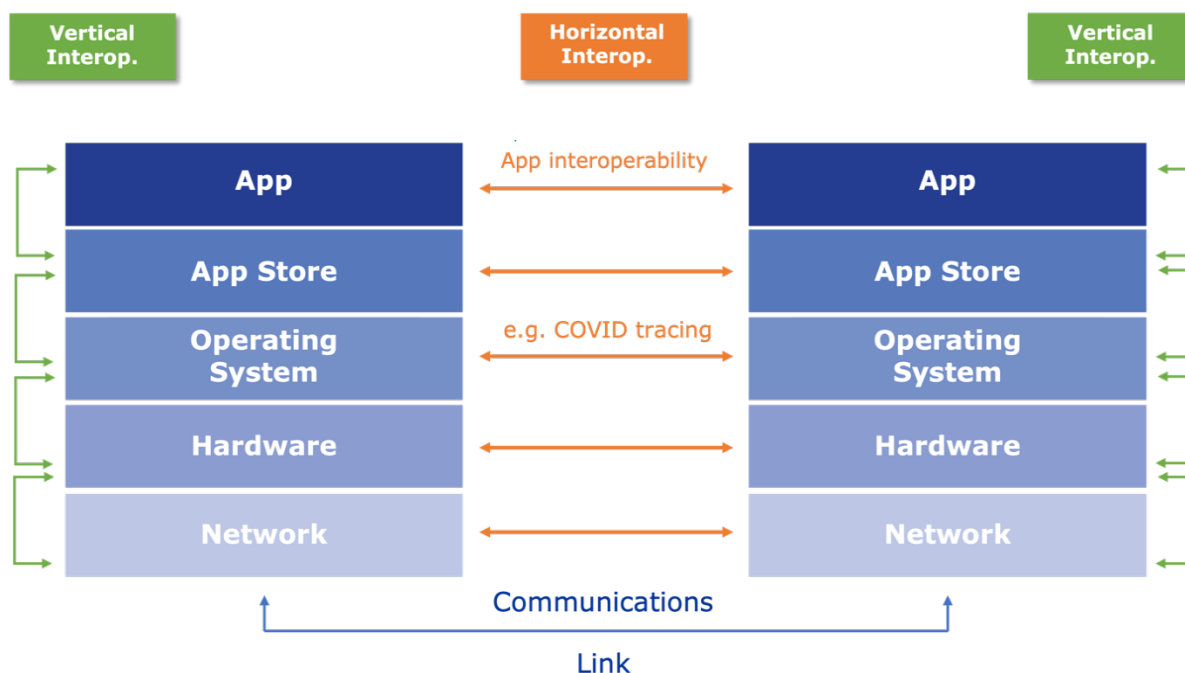 Vertical
Interop.
Horizontal
Interop.
Vertical
Interop.
App
App interoperability
App
App Store
App Store
Operating
System
e.g. COVID tracing
Operating
System
Hardware
Hardware
Network
Network
Communications
Link